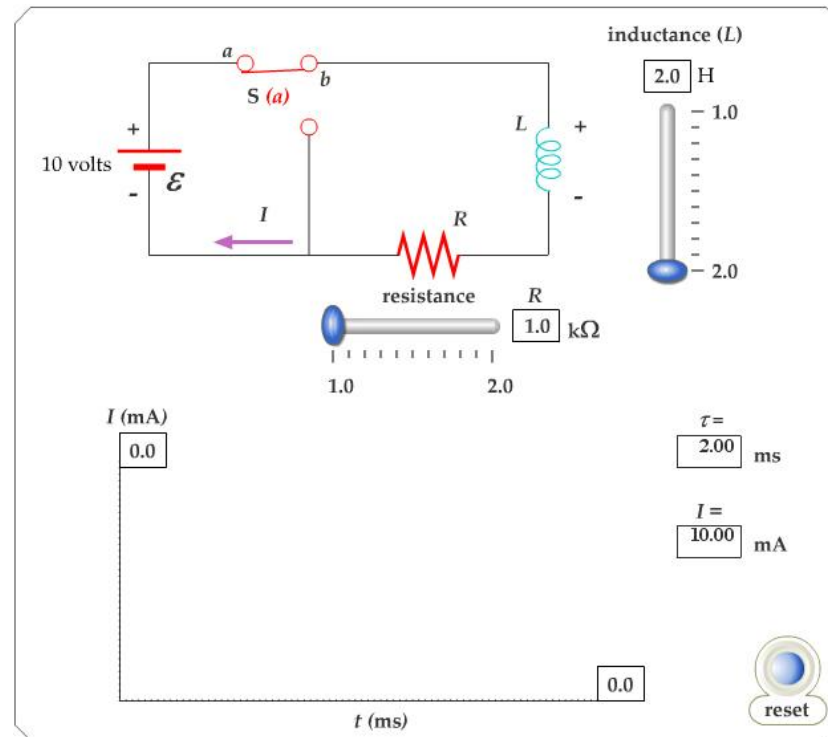 inductance (L)
2.0 H
1.0
2.0
a
b
S (a)
+
10 volts
ε
-
I
L
+
-
R
resistance
R
1.0 kΩ
1.0
2.0
I (mA)
0.0
0.0
t (ms)
τ =
2.00 ms
I =
10.00 mA
reset